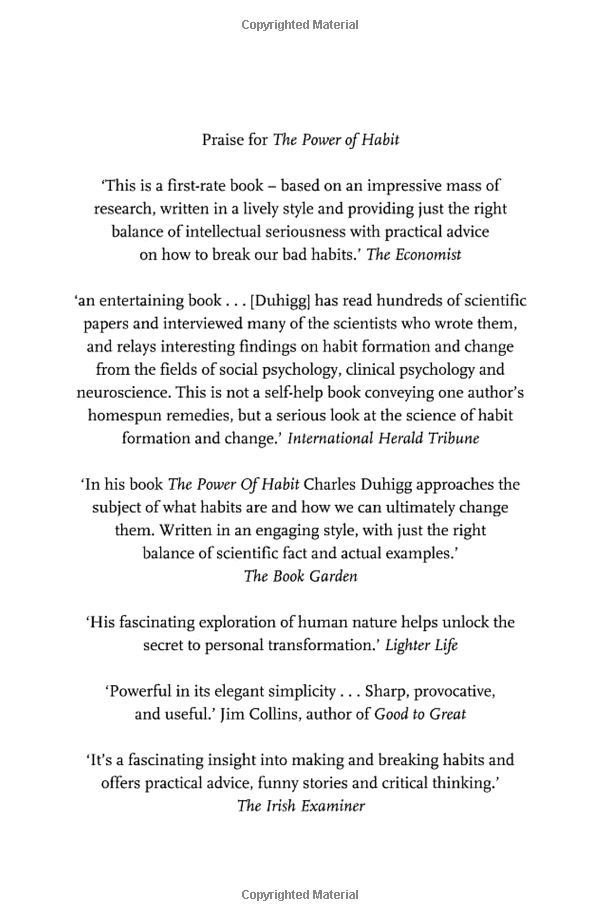 Copyrighted Material
Praise for The Power of Habit
‘This is a first-rate book – based on an impressive mass of
research, written in a lively style and providing just the right
balance of intellectual seriousness with practical advice
on how to break our bad habits.’ The Economist
‘an entertaining book . . . [Duhigg] has read hundreds of scientific
papers and interviewed many of the scientists who wrote them,
and relays interesting findings on habit formation and change
from the fields of social psychology, clinical psychology and
neuroscience. This is not a self-help book conveying one author’s
homespun remedies, but a serious look at the science of habit
formation and change.’ International Herald Tribune
‘In his book The Power Of Habit Charles Duhigg approaches the
subject of what habits are and how we can ultimately change
them. Written in an engaging style, with just the right
balance of scientific fact and actual examples.’
The Book Garden
‘His fascinating exploration of human nature helps unlock the
secret to personal transformation.’ Lighter Life
‘Powerful in its elegant simplicity . . . Sharp, provocative,
and useful.’ Jim Collins, author of Good to Great
‘It’s a fascinating insight into making and breaking habits and
offers practical advice, funny stories and critical thinking.’
The Irish Examiner
Copyrighted Material